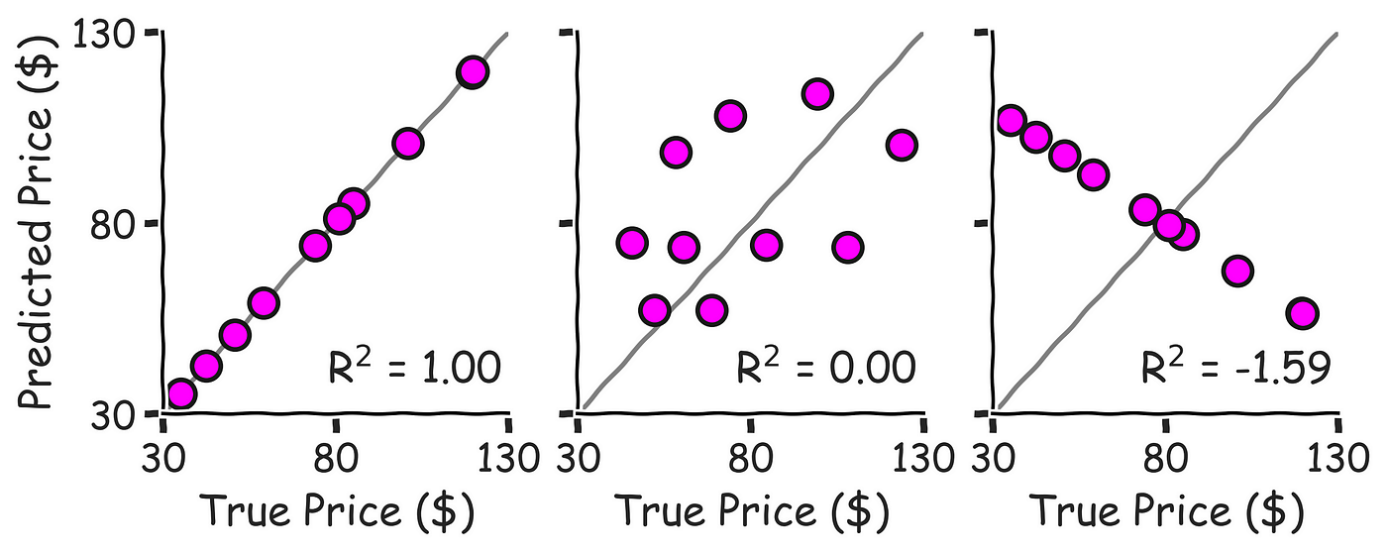 Predicted Price ($)
130
80
30
R² = 1.00
30 80 130
True Price ($)
R² = 0.00
30 80 130
True Price ($)
R² = -1.59
30 80 130
True Price ($)